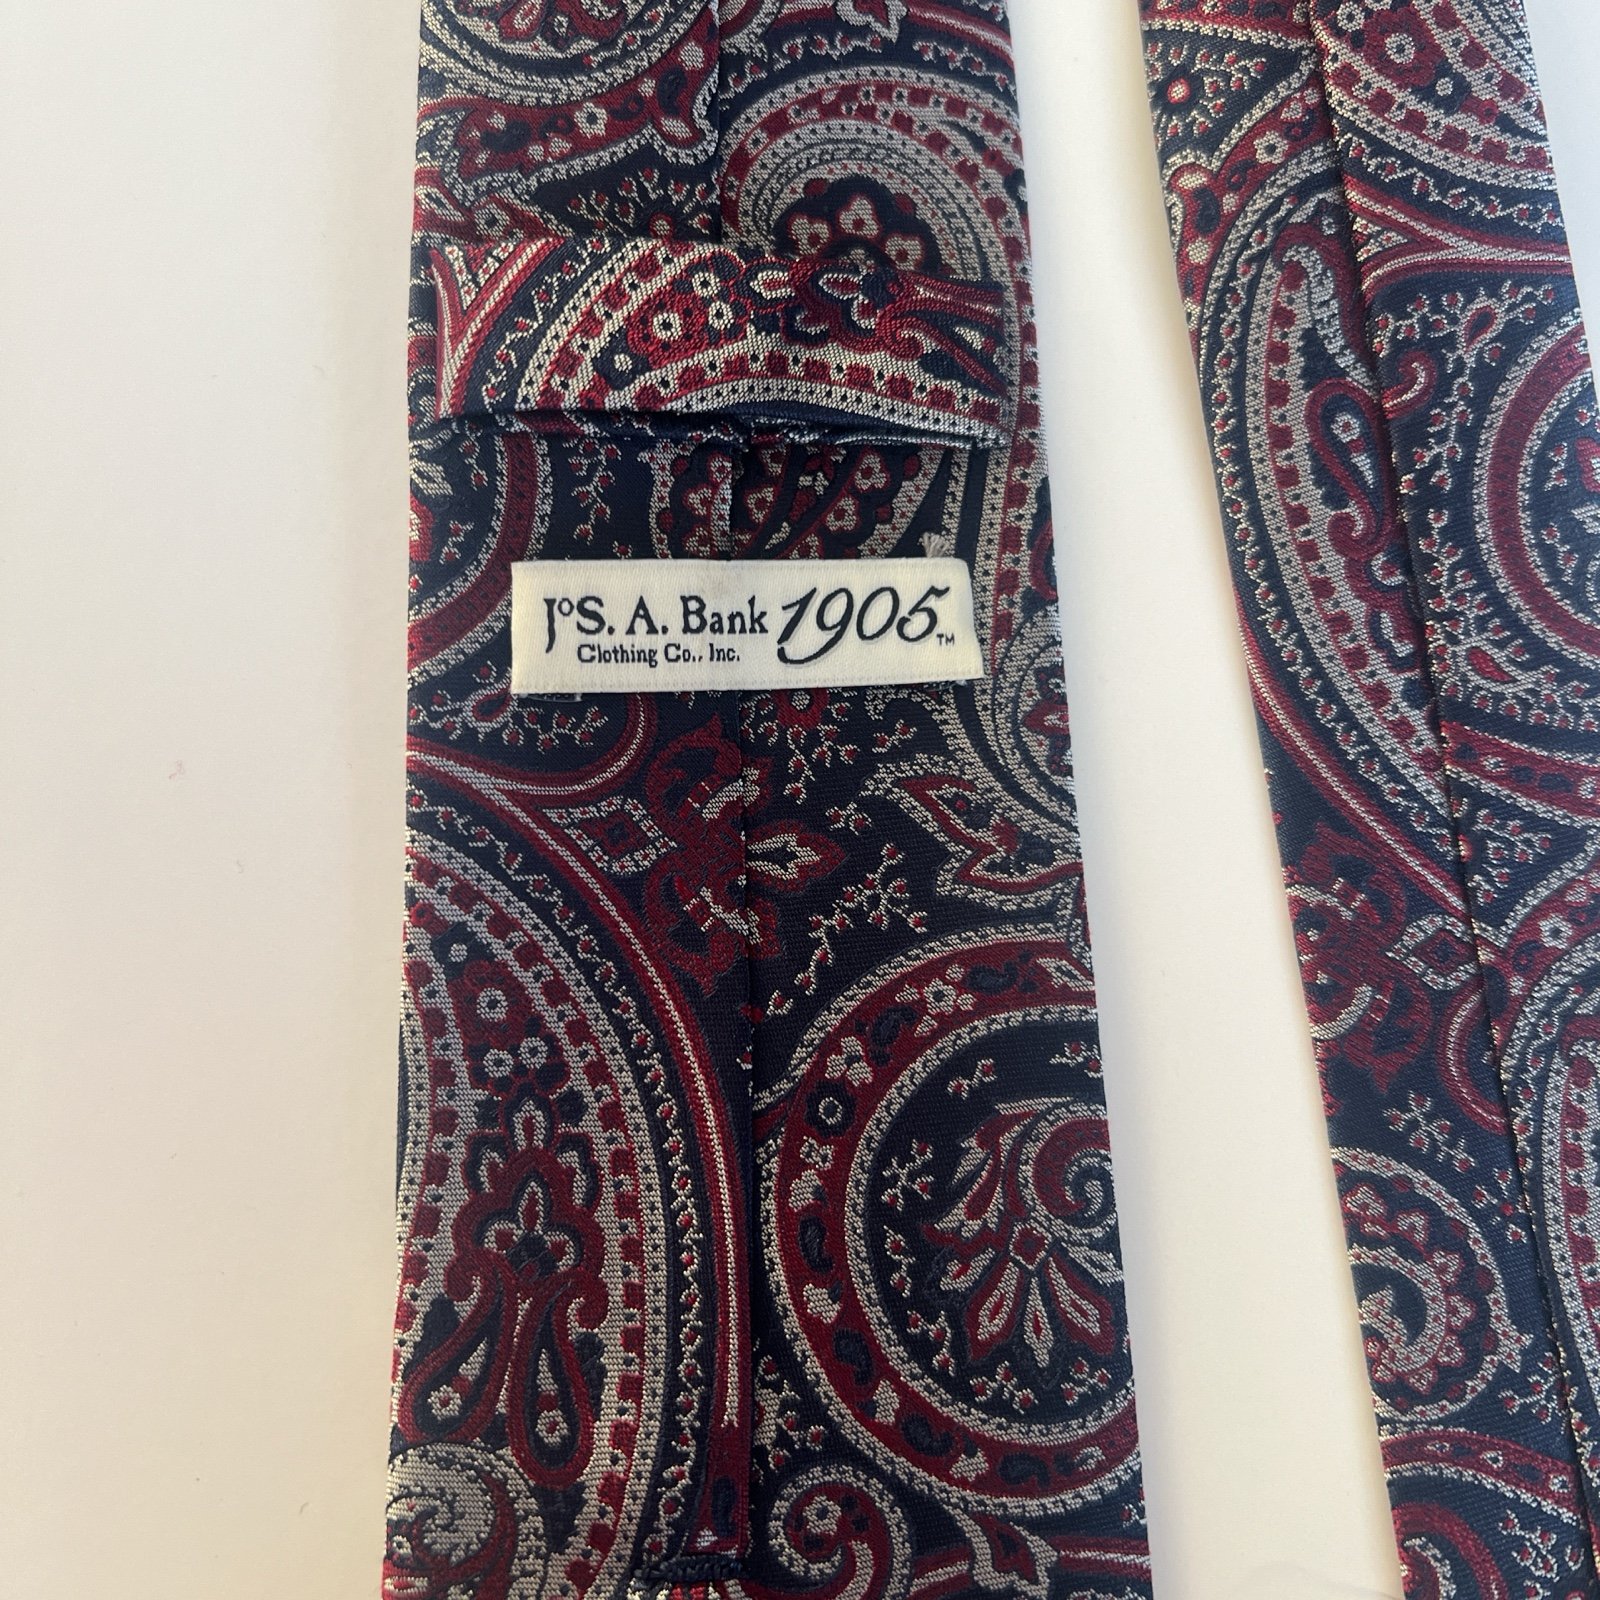 JoS. A. Bank 1905™
Clothing Co., Inc.